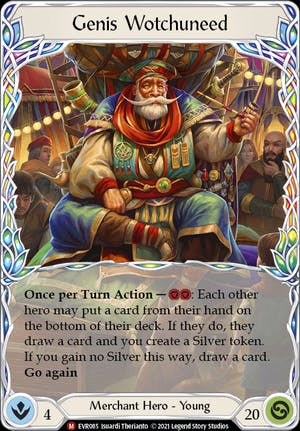 Genis Wotchuneed
Once per Turn Action — : Each other
hero may put a card from their hand on
the bottom of their deck. If they do, they
draw a card and you create a Silver token.
If you gain no Silver this way, draw a card.
Go again
4
Merchant Hero - Young
20
M EVR085 Isuardi Therianto © 2021 Legend Story Studios